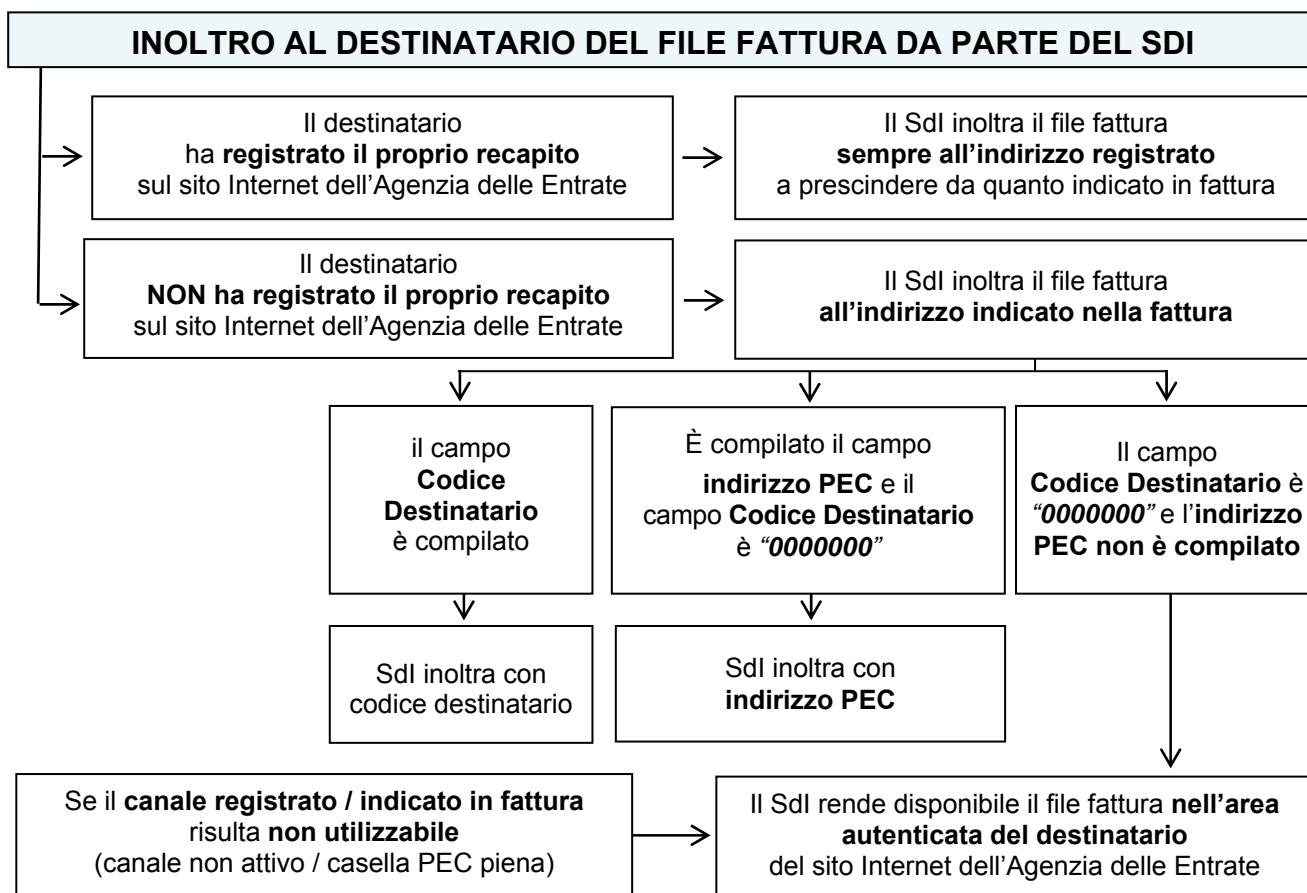 INOLTRO AL DESTINATARIO DEL FILE FATTURA DA PARTE DEL SDI
Il destinatario
ha registrato il proprio recapito
sul sito Internet dell'Agenzia delle Entrate
Il SdI inoltra il file fattura
sempre all'indirizzo registrato
a prescindere da quanto indicato in fattura
Il destinatario
NON ha registrato il proprio recapito
sul sito Internet dell'Agenzia delle Entrate
Il SdI inoltra il file fattura
all'indirizzo indicato nella fattura
il campo
Codice
Destinatario
è compilato
È compilato il campo
indirizzo PEC e il
campo Codice Destinatario
è "0000000"
Il campo
Codice Destinatario è
"0000000" e l'indirizzo
PEC non è compilato
SdI inoltra con
codice destinatario
SdI inoltra con
indirizzo PEC
Se il canale registrato / indicato in fattura
risulta non utilizzabile
(canale non attivo / casella PEC piena)
Il SdI rende disponibile il file fattura nell'area
autenticata del destinatario
del sito Internet dell'Agenzia delle Entrate